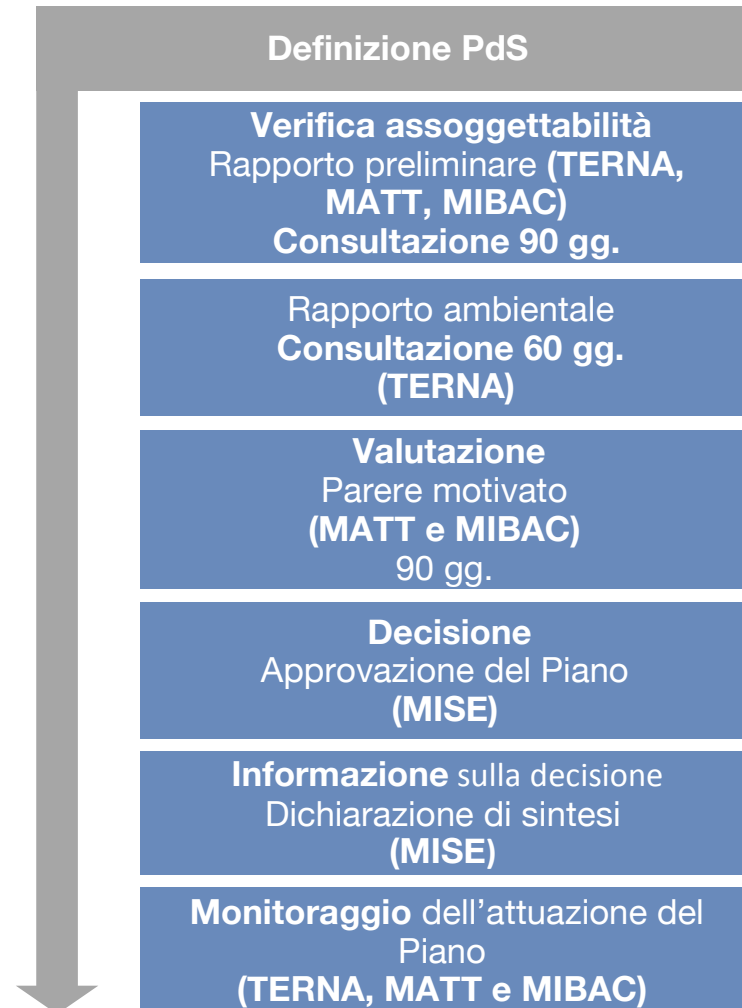 Definizione PdS
Verifica assoggettabilità
Rapporto preliminare (TERNA,
MATT, MIBAC)
Consultazione 90 gg.
Rapporto ambientale
Consultazione 60 gg.
(TERNA)
Valutazione
Parere motivato
(MATT e MIBAC)
90 gg.
Decisione
Approvazione del Piano
(MISE)
Informazione sulla decisione
Dichiarazione di sintesi
(MISE)
Monitoraggio dell'attuazione del
Piano
(TERNA, MATT e MIBAC)